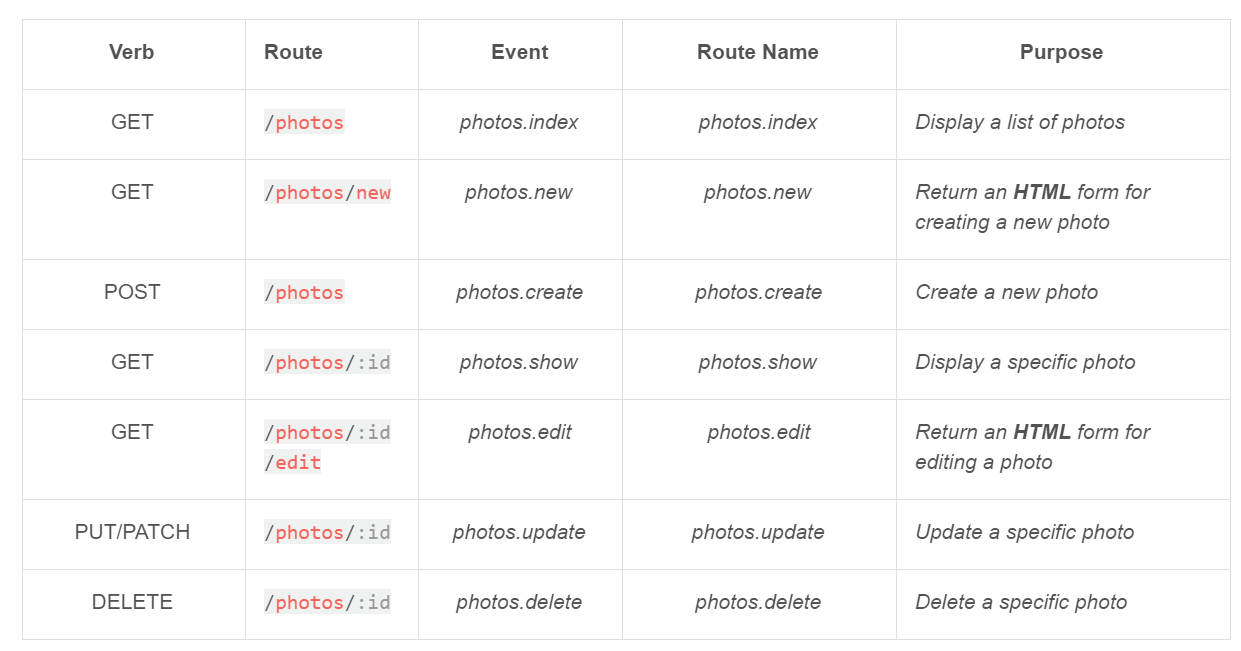 Verb Route Event Route Name Purpose
GET /photos photos.index photos.index Display a list of photos
GET /photos/new photos.new photos.new Return an HTML form for
creating a new photo
POST /photos photos.create photos.create Create a new photo
GET /photos/:id photos.show photos.show Display a specific photo
GET /photos/:id photos.edit photos.edit Return an HTML form for
/edit editing a photo
PUT/PATCH /photos/:id photos.update photos.update Update a specific photo
DELETE /photos/:id photos.delete photos.delete Delete a specific photo